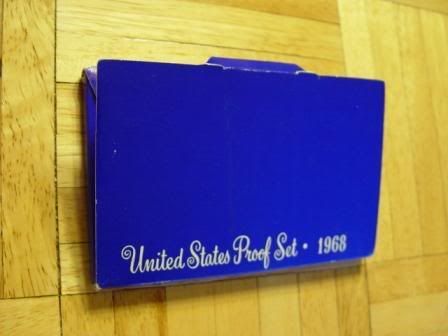 United States Proof Set • 1968